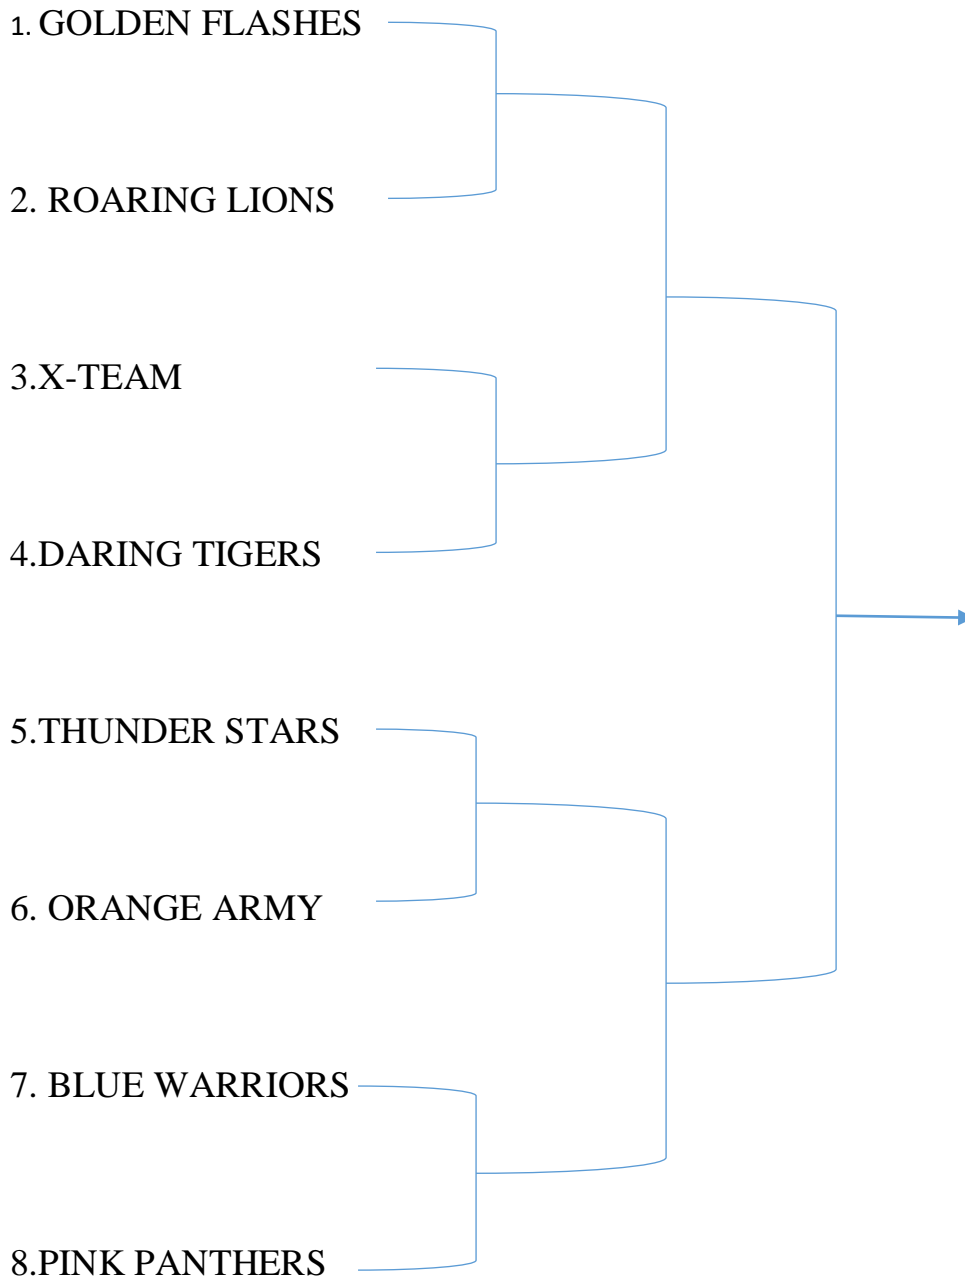 1. GOLDEN FLASHES
2. ROARING LIONS
3.X-TEAM
4.DARING TIGERS
5.THUNDER STARS
6. ORANGE ARMY
7. BLUE WARRIORS
8.PINK PANTHERS